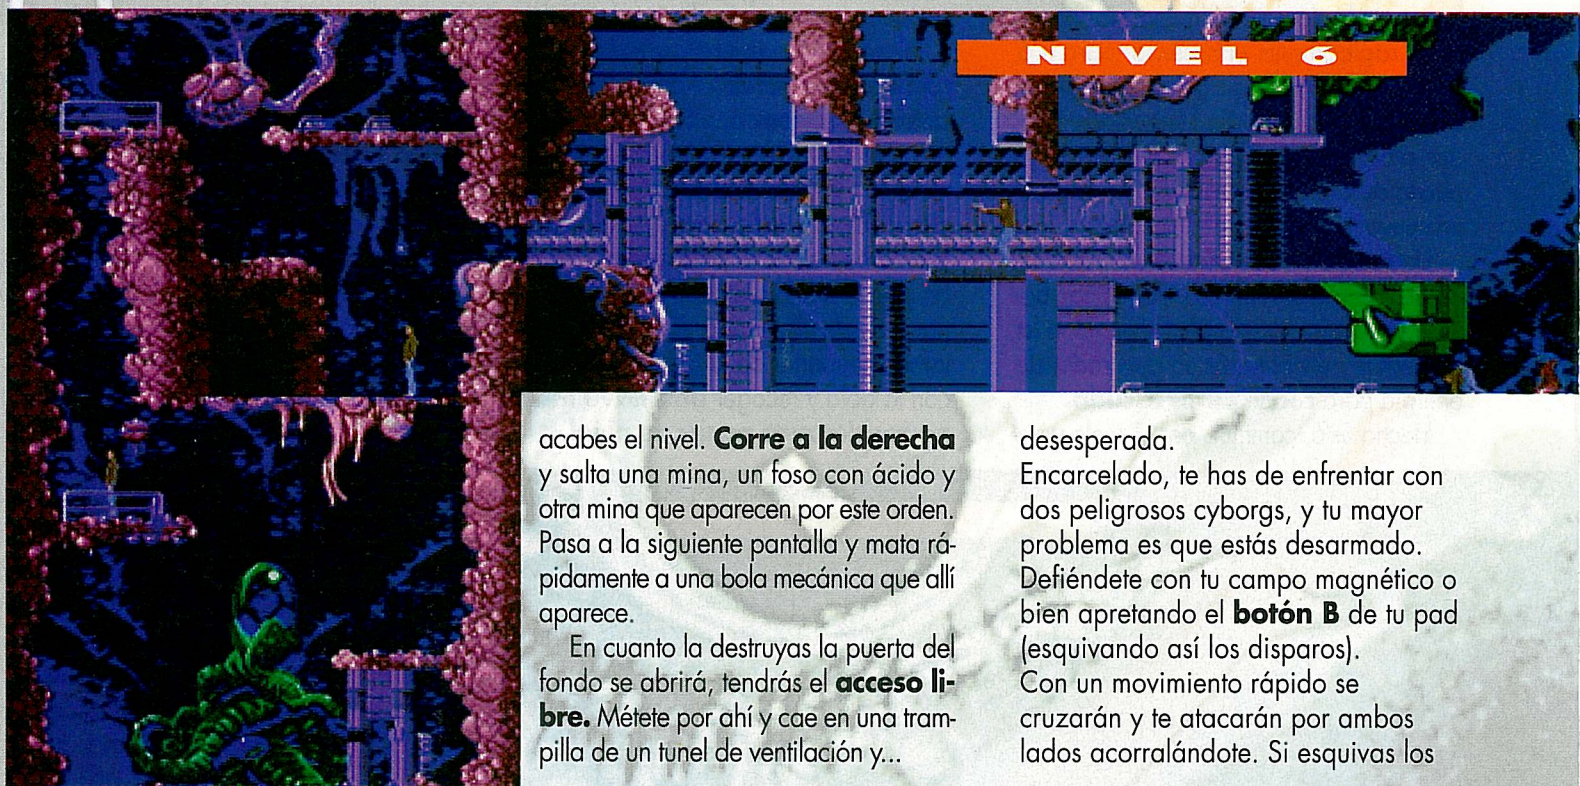 NIVEL 6
acabes el nivel. Corre a la derecha
y salta una mina, un foso con ácido y
otra mina que aparecen por este orden.
Pasa a la siguiente pantalla y mata rá-
pidamente a una bola mecánica que allí
aparece.
En cuanto la destruyas la puerta del
fondo se abrirá, tendrás el acceso li-
bre. Métete por ahí y cae en una tram-
pilla de un tunel de ventilación y...
desesperada.
Encarcelado, te has de enfrentar con
dos peligrosos cyborgs, y tu mayor
problema es que estás desarmado.
Defiéndete con tu campo magnético o
bien apretando el botón B de tu pad
(esquivando así los disparos).
Con un movimiento rápido se
cruzarán y te atacarán por ambos
lados acorralándote. Si esquivas los